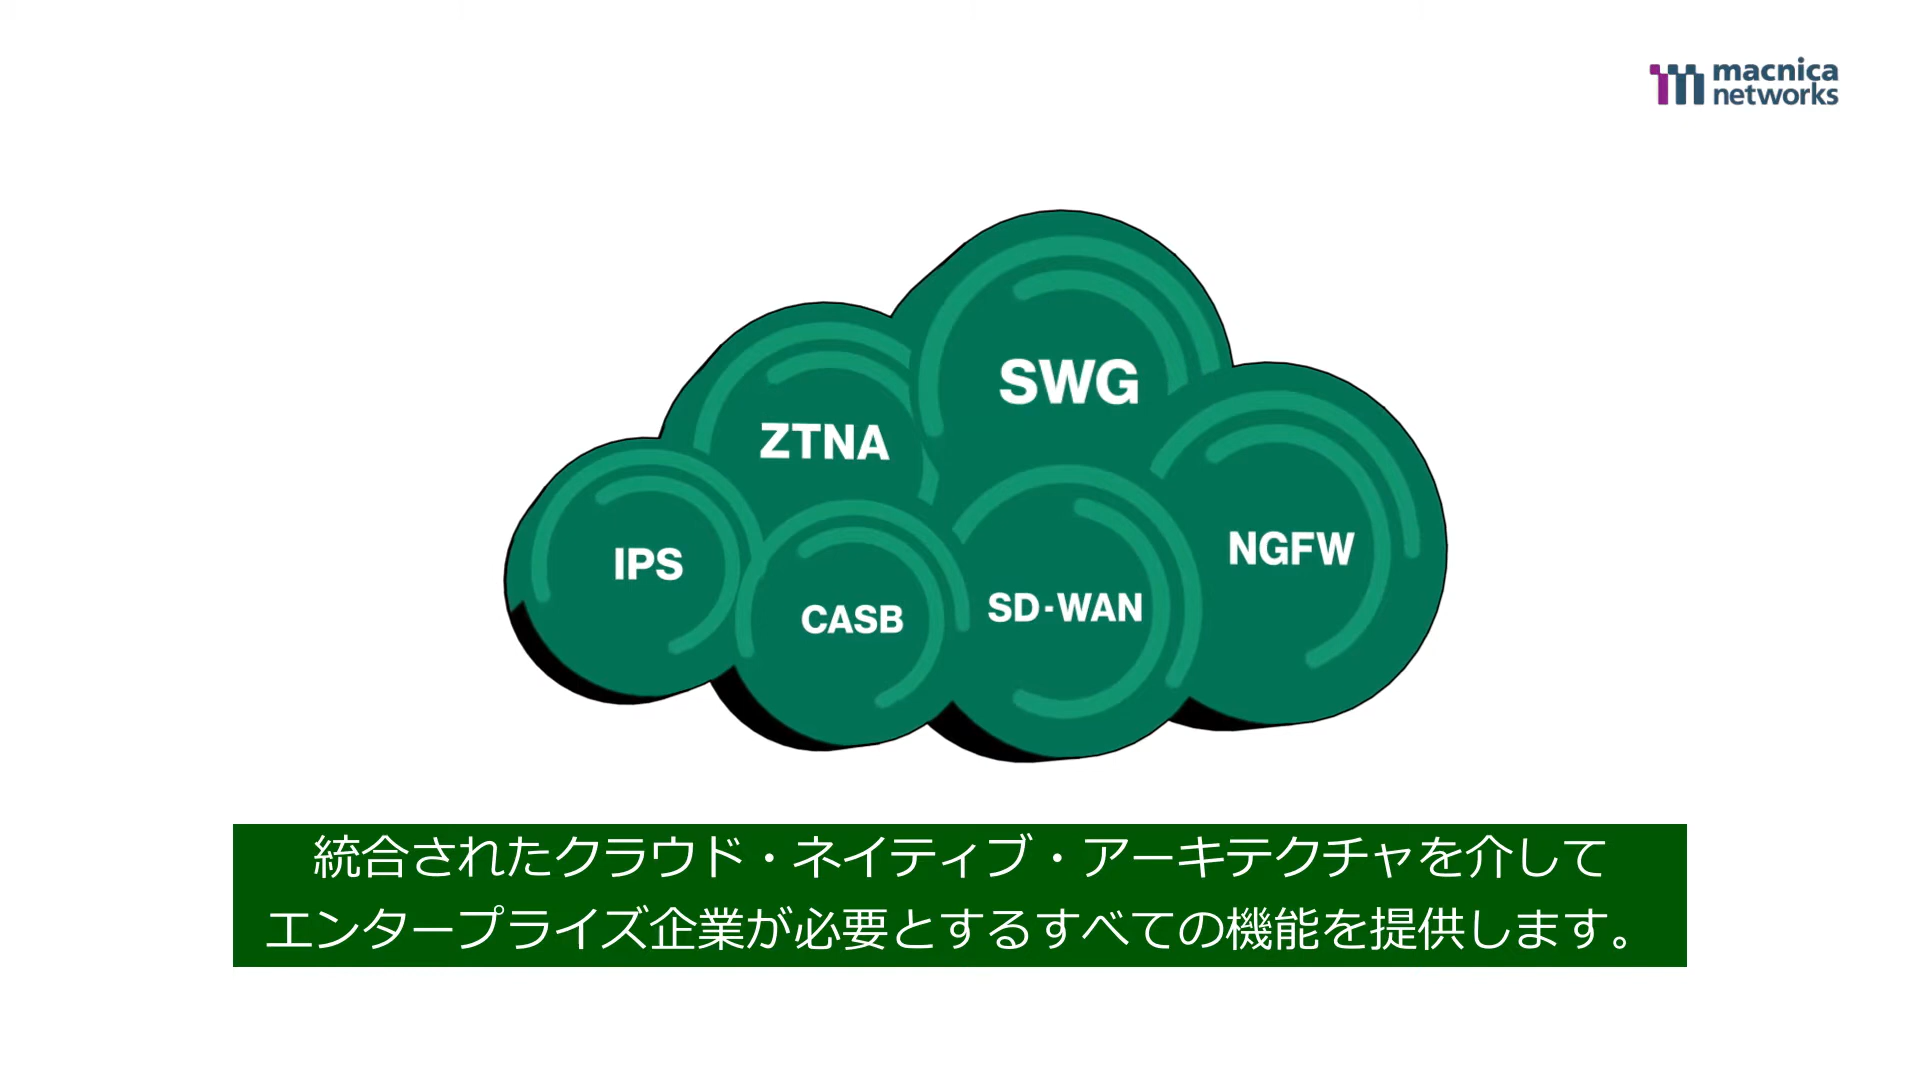 macnica
networks
SWG
ZTNA
NGFW
IPS
CASB
SD-WAN
統合されたクラウド・ネイティブ・アーキテクチャを介して
エンタープライズ企業が必要とするすべての機能を提供します。